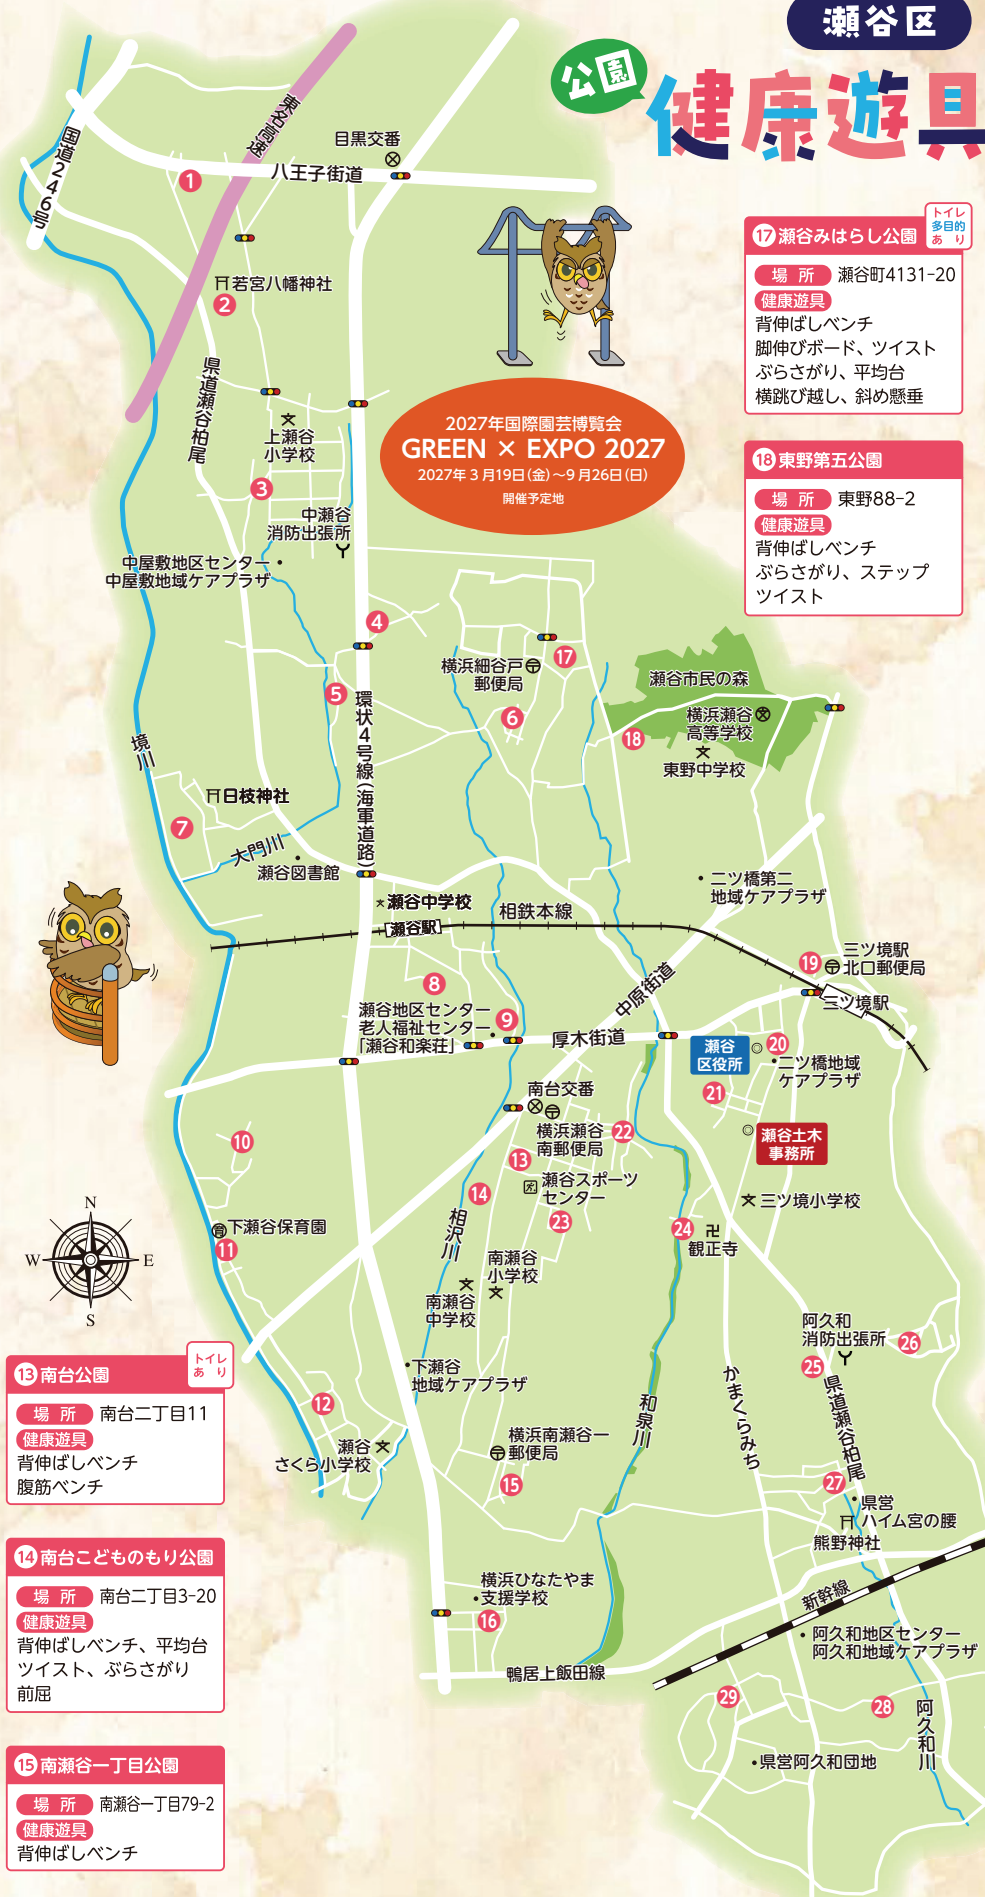 瀬谷区
公園
健康遊具
東名高速
国道246号
目黒交番
八王子街道
1
若宮八幡神社
2
県道瀬谷柏尾
上瀬谷
小学校
3
中瀬谷
消防出張所
中屋敷地区センター
中屋敷地域ケアプラザ
2027年国際園芸博覧会
GREEN × EXPO 2027
2027年3月19日(金)~9月26日(日)
開催予定地
17 瀬谷みはらし公園
トイレ
多目的
あり
場所 瀬谷町4131-20
健康遊具
背伸ばしベンチ
脚伸びボード、ツイスト
ぶらさがり、平均台
横跳び越し、斜め懸垂
18 東野第五公園
場所 東野88-2
健康遊具
背伸ばしベンチ
ぶらさがり、ステップ
ツイスト
4
5
環状4号線(海軍道路)
横浜細谷戸
郵便局
17
6
瀬谷市民の森
横浜瀬谷
高等学校
18
東野中学校
境川
日枝神社
7
大門川
瀬谷図書館
瀬谷中学校
瀬谷駅
相鉄本線
二ツ橋第二
地域ケアプラザ
中原街道
19
三ツ境駅
北口郵便局
三ツ境駅
8
瀬谷地区センター
老人福祉センター
「瀬谷和楽荘」
9
厚木街道
瀬谷
区役所
20
二ツ橋地域
ケアプラザ
21
南台交番
横浜瀬谷
南郵便局
22
瀬谷土木
事務所
10
13
14
瀬谷スポーツ
センター
23
三ツ境小学校
下瀬谷保育園
11
相沢川
24
観正寺
南瀬谷
小学校
南瀬谷
中学校
N
W
E
S
阿久和
消防出張所
26
25
県道瀬谷柏尾
かまくらみち
和泉川
下瀬谷
地域ケアプラザ
12
瀬谷
さくら小学校
横浜南瀬谷一
郵便局
15
27
県営
ハイム宮の腰
熊野神社
新幹線
横浜ひなたやま
支援学校
16
鴨居上飯田線
阿久和地区センター
阿久和地域ケアプラザ
29
28
阿久和川
県営阿久和団地
13 南台公園
トイレ
あり
場所 南台二丁目11
健康遊具
背伸ばしベンチ
腹筋ベンチ
14 南台こどものもり公園
場所 南台二丁目3-20
健康遊具
背伸ばしベンチ、平均台
ツイスト、ぶらさがり
前屈
15 南瀬谷一丁目公園
場所 南瀬谷一丁目79-2
健康遊具
背伸ばしベンチ